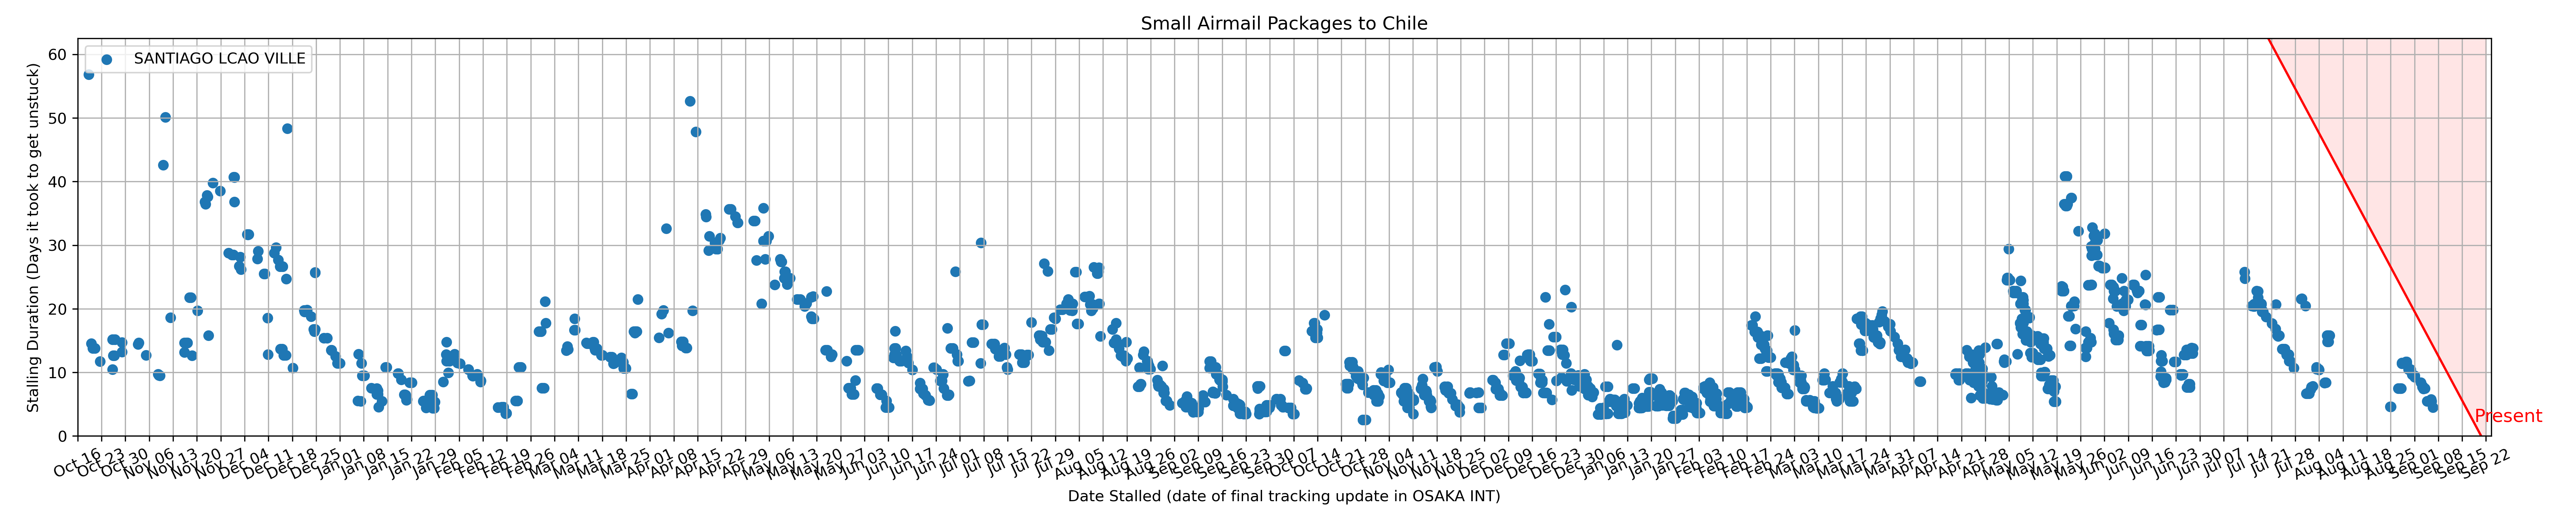 Small Airmail Packages to Chile
SANTIAGO LCAO VILLE
Stalling Duration (Days it took to get unstuck)
60
50
40
30
20
10
0
Present
Oct 16
Oct 23
Oct 30
Nov 06
Nov 13
Nov 20
Nov 27
Dec 04
Dec 11
Dec 18
Dec 25
Jan 01
Jan 08
Jan 15
Jan 22
Jan 29
Feb 05
Feb 12
Feb 19
Feb 26
Mar 04
Mar 11
Mar 18
Mar 25
Apr 01
Apr 08
Apr 15
Apr 22
Apr 29
May 06
May 13
May 20
May 27
Jun 03
Jun 10
Jun 17
Jun 24
Jul 01
Jul 08
Jul 15
Jul 22
Jul 29
Aug 05
Aug 12
Aug 19
Aug 26
Sep 02
Sep 09
Sep 16
Sep 23
Sep 30
Oct 07
Oct 14
Oct 21
Oct 28
Nov 04
Nov 11
Nov 18
Nov 25
Dec 02
Dec 09
Dec 16
Dec 23
Dec 30
Jan 06
Jan 13
Jan 20
Jan 27
Feb 03
Feb 10
Feb 17
Feb 24
Mar 03
Mar 10
Mar 17
Mar 24
Mar 31
Apr 07
Apr 14
Apr 21
Apr 28
May 05
May 12
May 19
May 26
Jun 02
Jun 09
Jun 16
Jun 23
Jun 30
Jul 07
Jul 14
Jul 21
Jul 28
Aug 04
Aug 11
Aug 18
Aug 25
Sep 01
Sep 08
Sep 15
Sep 22
Date Stalled (date of final tracking update in OSAKA INT)